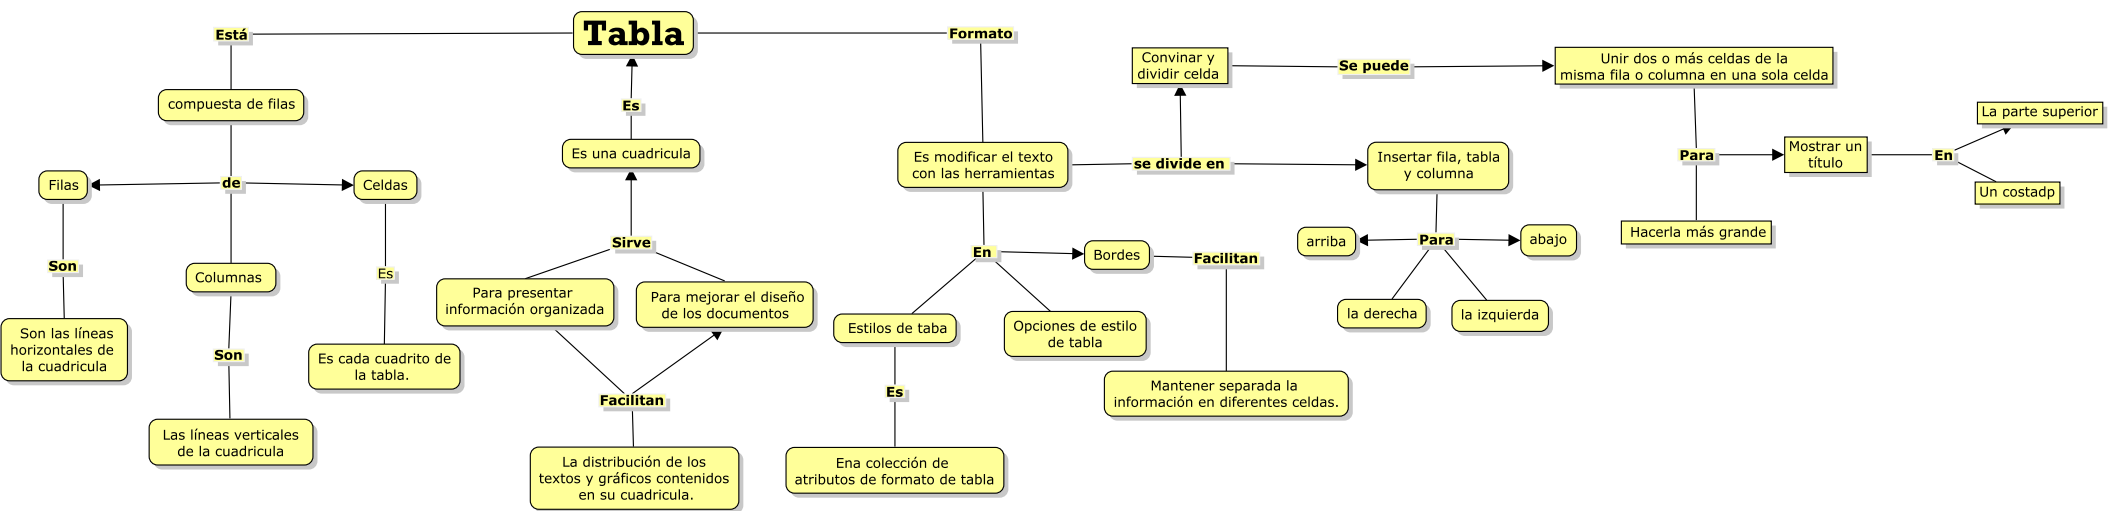 Tabla
Está
compuesta de filas
de
Filas
Son
Son las líneas
horizontales de
la cuadricula
Columnas
Son
Las líneas verticales
de la cuadricula
Celdas
Es
Es cada cuadrito de
la tabla.
Es
Es una cuadricula
Sirve
Para presentar
información organizada
Para mejorar el diseño
de los documentos
Facilitan
La distribución de los
textos y gráficos contenidos
en su cuadricula.
Formato
Es modificar el texto
con las herramientas
En
Estilos de taba
Es
Ena colección de
atributos de formato de tabla
Opciones de estilo
de tabla
Bordes
Facilitan
Mantener separada la
información en diferentes celdas.
se divide en
Convinar y
dividir celda
Se puede
Unir dos o más celdas de la
misma fila o columna en una sola celda
Para
Hacerla más grande
Mostrar un
título
En
La parte superior
Un costadp
Insertar fila, tabla
y columna
Para
arriba
abajo
la derecha
la izquierda